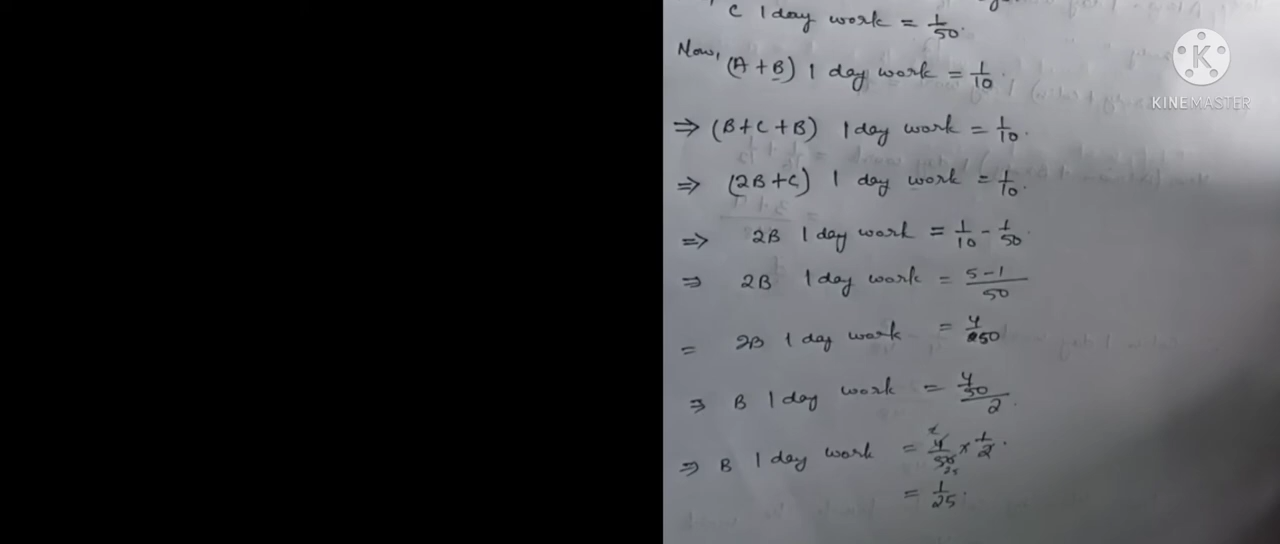 C 1 day work = 1/50.
Now, (A + B) 1 day work = 1/10.
⇒ (B + C + B) 1 day work = 1/10.
⇒ (2B + C) 1 day work = 1/10.
⇒ 2B 1 day work = 1/10 - 1/50.
⇒ 2B 1 day work = 5-1/50
= 2B 1 day work = 4/50
⇒ B 1 day work = 4/50/2.
⇒ B 1 day work = 4/50 × 1/2.
= 1/25.
K
KINEMASTER